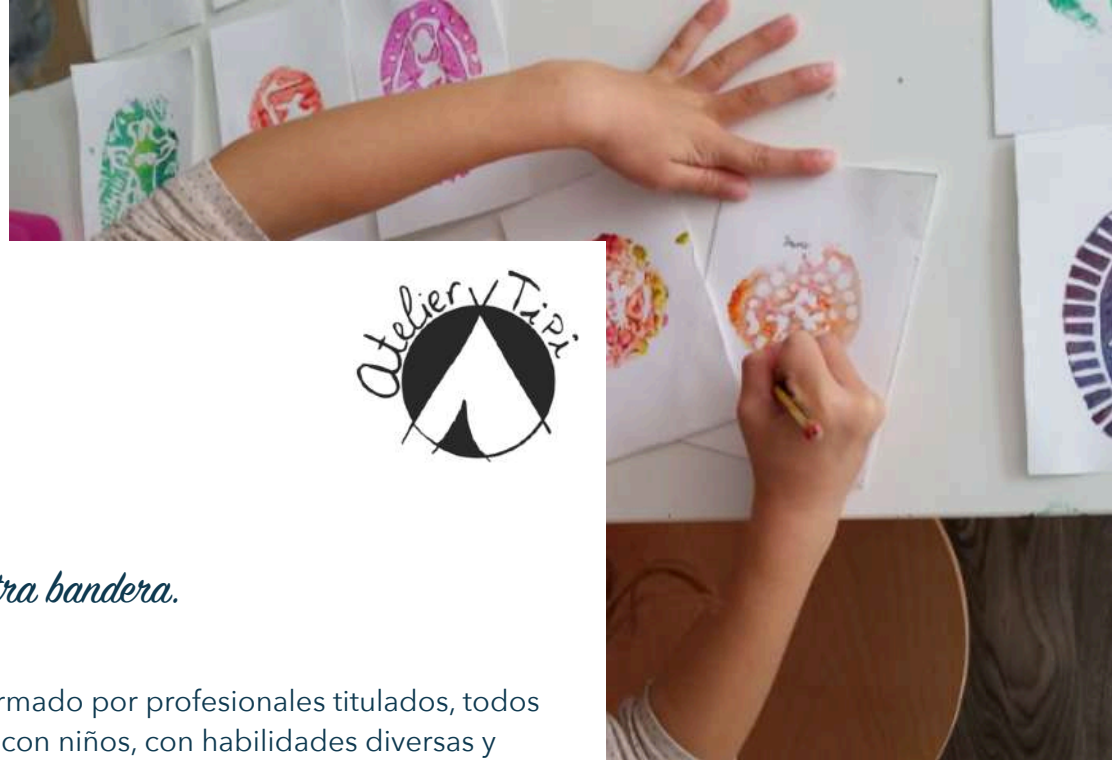 atelier TiPi
tra bandera.
rmado por profesionales titulados, todos
con niños, con habilidades diversas y